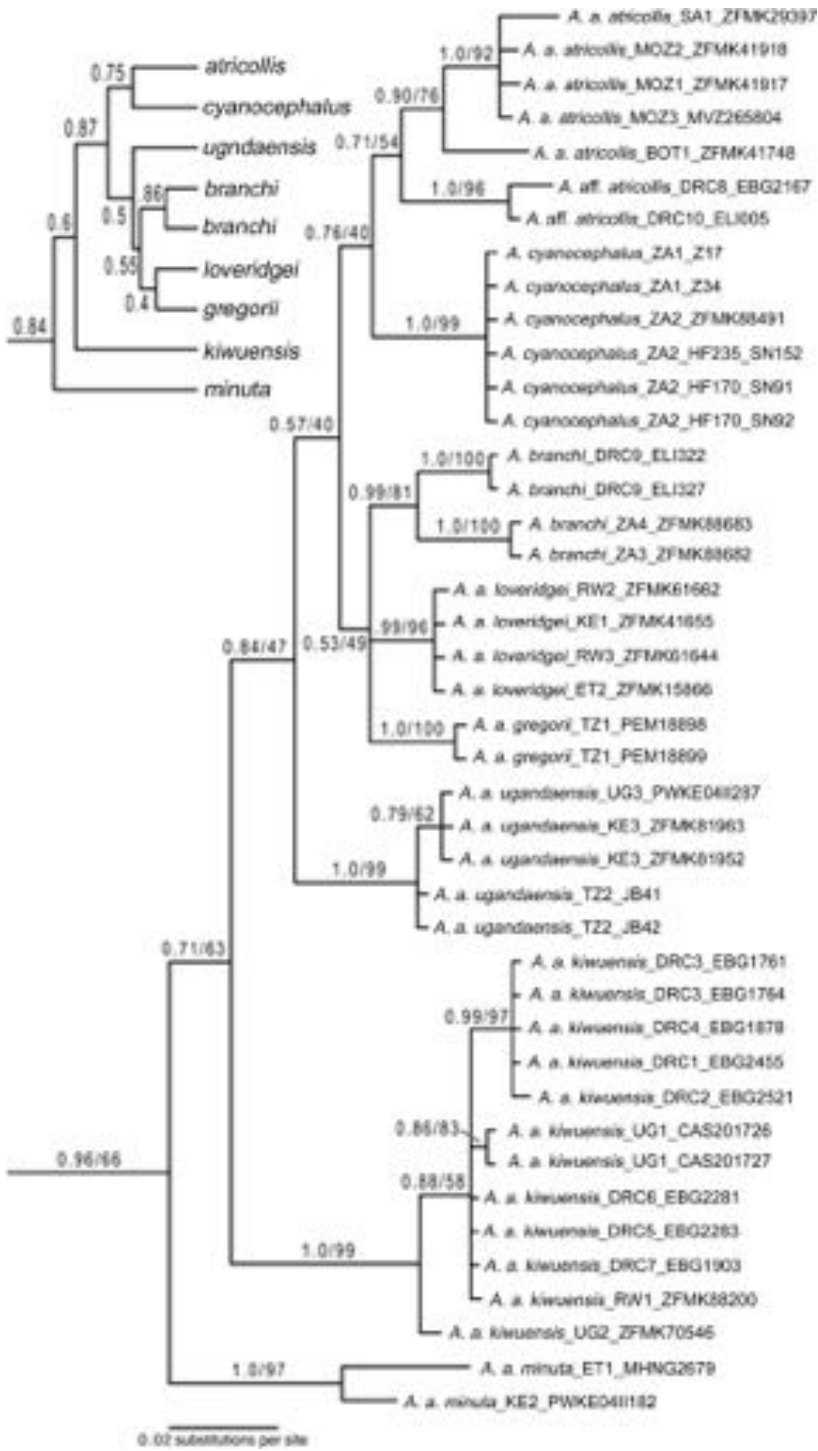 A. a. atricollis_SA1_ZFMK29397
A. a. atricollis_MOZ2_ZFMK41918
A. a. atricollis_MOZ1_ZFMK41917
A. a. atricollis_MOZ3_MVZ265804
A. a. atricollis_BOT1_ZFMK41748
A. aff. atricollis_DRC8_EBG2167
A. aff. atricollis_DRC10_ELI005
A. cyanocephalus_ZA1_Z17
A. cyanocephalus_ZA1_Z34
A. cyanocephalus_ZA2_ZFMK88491
A. cyanocephalus_ZA2_HF235_SN152
A. cyanocephalus_ZA2_HF170_SN91
A. cyanocephalus_ZA2_HF170_SN92
A. branchi_DRC9_ELI322
A. branchi_DRC9_ELI327
A. branchi_ZA4_ZFMK88683
A. branchi_ZA3_ZFMK88682
A. a. loveridgei_RW2_ZFMK61662
A. a. loveridgei_KE1_ZFMK41655
A. a. loveridgei_RW3_ZFMK61644
A. a. loveridgei_ET2_ZFMK15866
A. a. gregorii_TZ1_PEM18898
A. a. gregorii_TZ1_PEM18899
A. a. ugandaensis_UG3_PWKE04II287
A. a. ugandaensis_KE3_ZFMK81963
A. a. ugandaensis_KE3_ZFMK81952
A. a. ugandaensis_TZ2_JB41
A. a. ugandaensis_TZ2_JB42
A. a. kiwuensis_DRC3_EBG1761
A. a. kiwuensis_DRC3_EBG1764
A. a. kiwuensis_DRC4_EBG1878
A. a. kiwuensis_DRC1_EBG2455
A. a. kiwuensis_DRC2_EBG2521
A. a. kiwuensis_UG1_CAS201726
A. a. kiwuensis_UG1_CAS201727
A. a. kiwuensis_DRC6_EBG2281
A. a. kiwuensis_DRC5_EBG2283
A. a. kiwuensis_DRC7_EBG1903
A. a. kiwuensis_RW1_ZFMK88200
A. a. kiwuensis_UG2_ZFMK70546
A. a. minuta_ET1_MHNG2679
A. a. minuta_KE2_PWKE04II182
atricollis
cyanocephalus
ugndaensis
branchi
branchi
loveridgei
gregorii
kiwuensis
minuta
0.75
0.87
.86
0.5
0.6
0.55
0.4
0.84
1.0/92
0.90/76
0.71/54
1.0/96
0.76/40
1.0/99
0.57/40
1.0/100
0.99/81
1.0/100
.99/96
0.84/47
0.53/49
1.0/100
0.79/62
1.0/99
0.71/63
0.99/97
0.86/83
0.88/58
0.96/66
1.0/99
1.0/97
0.02 substitutions per site